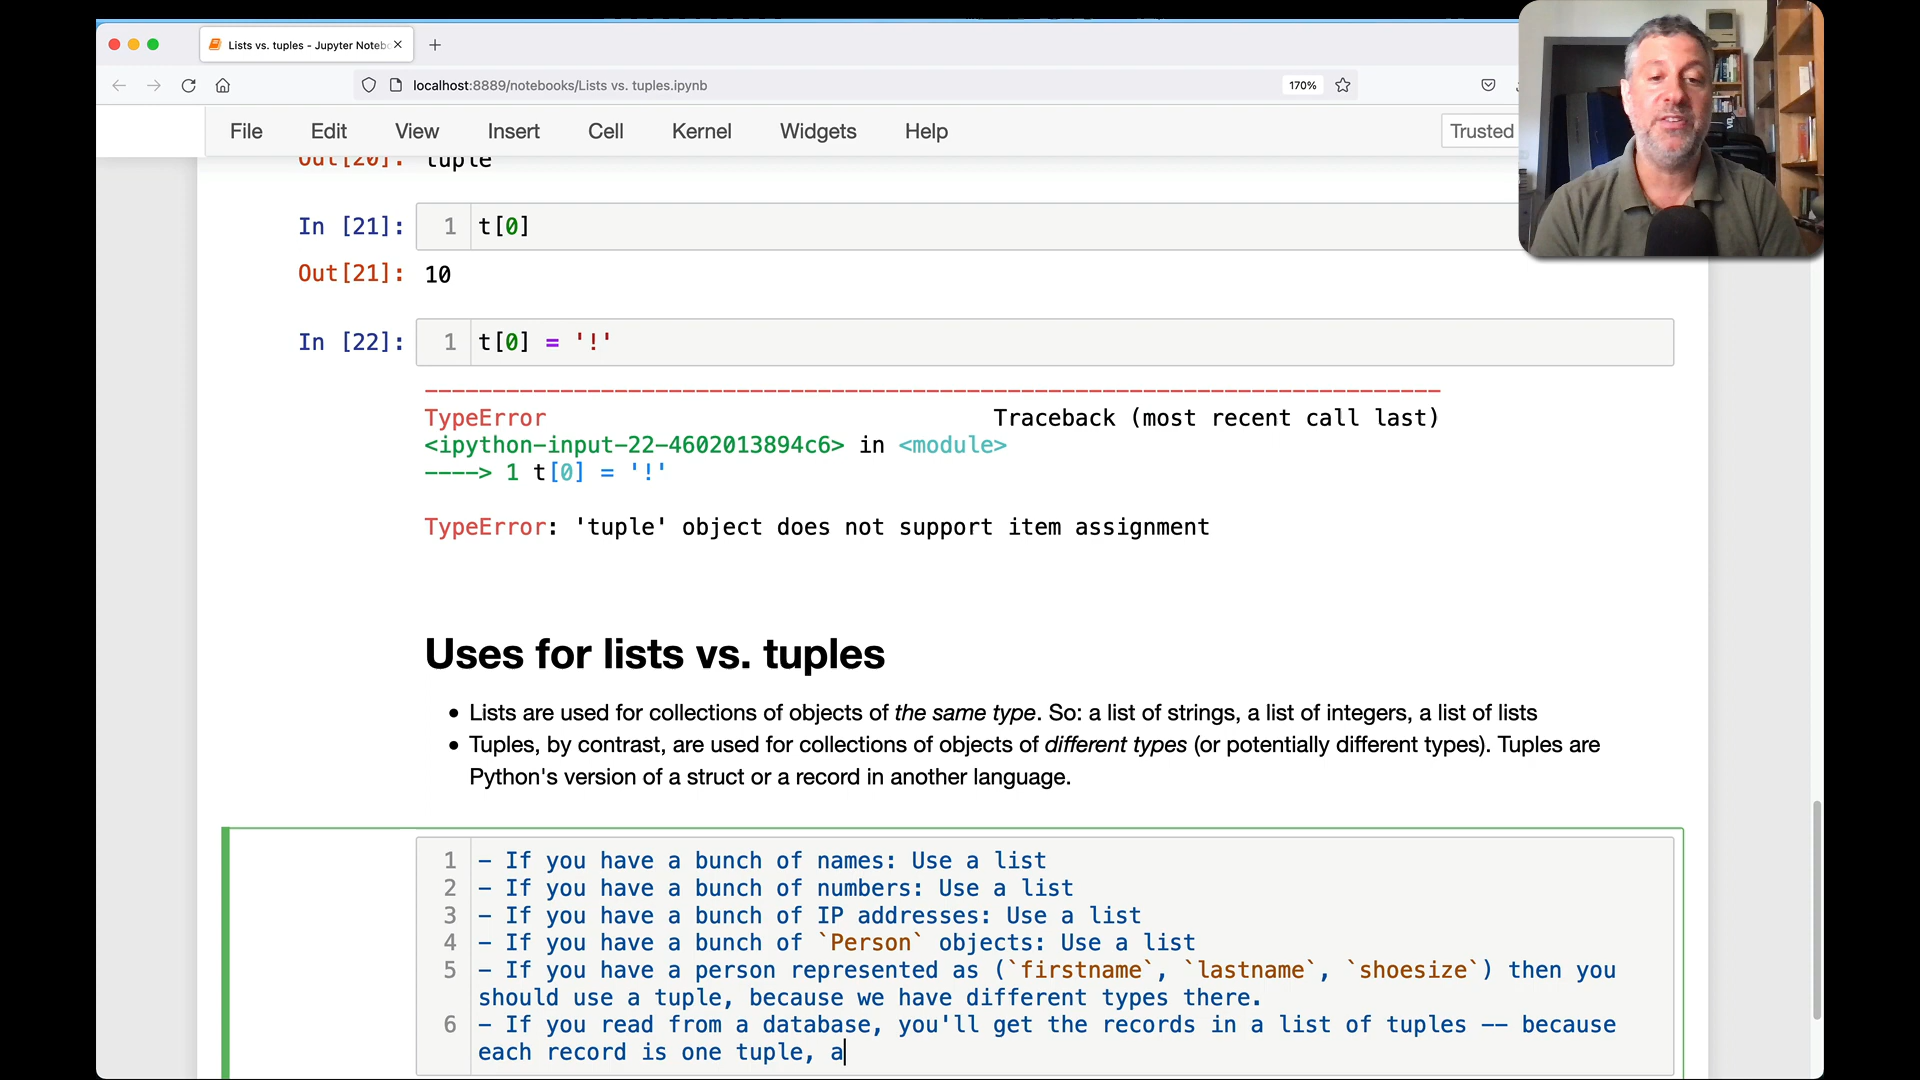 Lists vs. tuples - Jupyter Noteb
localhost:8889/notebooks/Lists vs. tuples.ipynb
170%
File Edit View Insert Cell Kernel Widgets Help
Trusted
Out[20]: tuple
In [21]: 1 t[0]
Out[21]: 10
In [22]: 1 t[0] = '!'
---------------------------------------------------------------------------
TypeError Traceback (most recent call last)
<ipython-input-22-4602013894c6> in <module>
----> 1 t[0] = '!'
TypeError: 'tuple' object does not support item assignment
Uses for lists vs. tuples
• Lists are used for collections of objects of the same type. So: a list of strings, a list of integers, a list of lists
• Tuples, by contrast, are used for collections of objects of different types (or potentially different types). Tuples are
Python's version of a struct or a record in another language.
1 - If you have a bunch of names: Use a list
2 - If you have a bunch of numbers: Use a list
3 - If you have a bunch of IP addresses: Use a list
4 - If you have a bunch of `Person` objects: Use a list
5 - If you have a person represented as (`firstname`, `lastname`, `shoesize`) then you
should use a tuple, because we have different types there.
6 - If you read from a database, you'll get the records in a list of tuples -- because
each record is one tuple, a